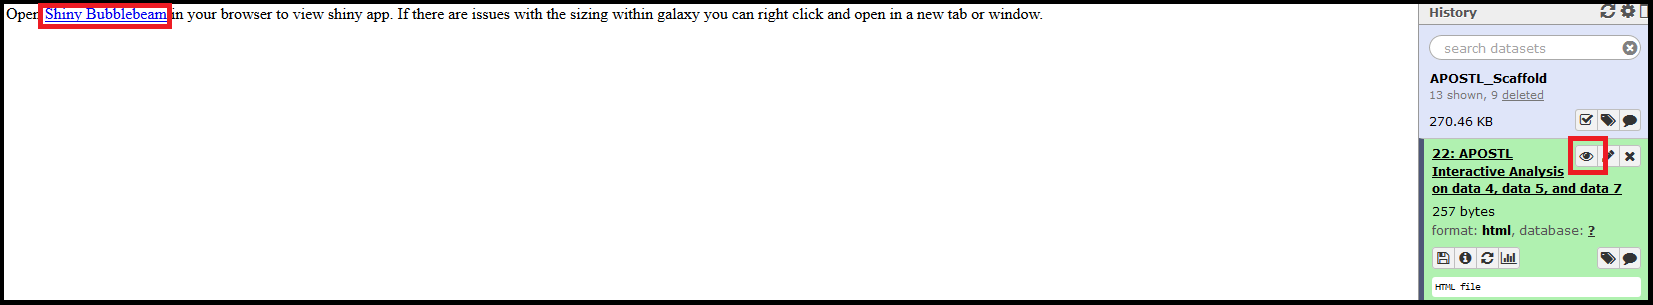 Open Shiny Bubblebeam in your browser to view shiny app. If there are issues with the sizing within galaxy you can right click and open in a new tab or window.
History
search datasets
APOSTL_Scaffold
13 shown, 9 deleted
270.46 KB
22: APOSTL
Interactive Analysis
on data 4, data 5, and data 7
257 bytes
format: html, database: ?
HTML file